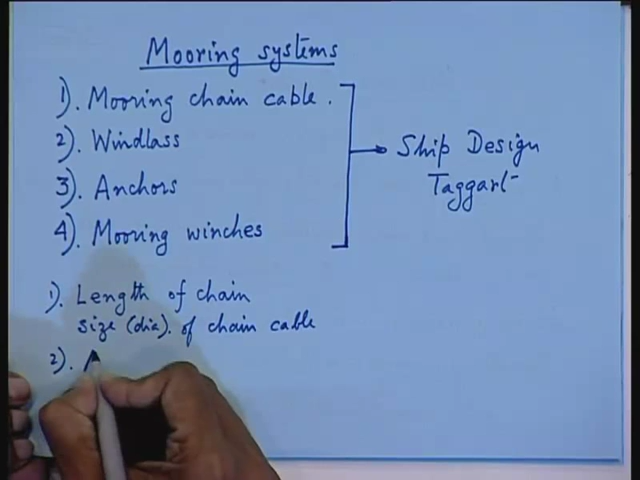 Mooring systems
1). Mooring chain cable.
2). Windlass
3). Anchors
4). Mooring winches
Ship Design
Taggart
1). Length of chain
size (dia). of chain cable
2).